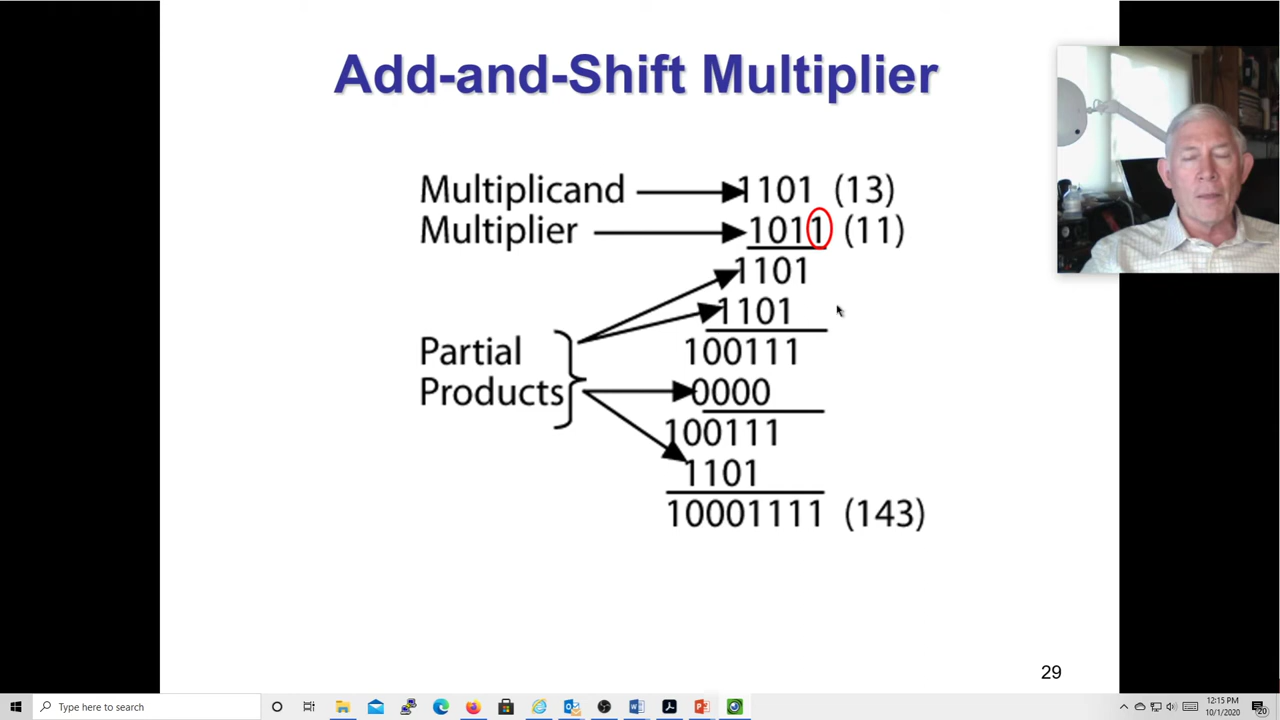 Add-and-Shift Multiplier
Multiplicand 1101 (13)
Multiplier 1011 (11)
1101
1101
Partial 100111
Products 0000
100111
1101
10001111 (143)
29
Type here to search
12:15 PM
10/1/2020
20